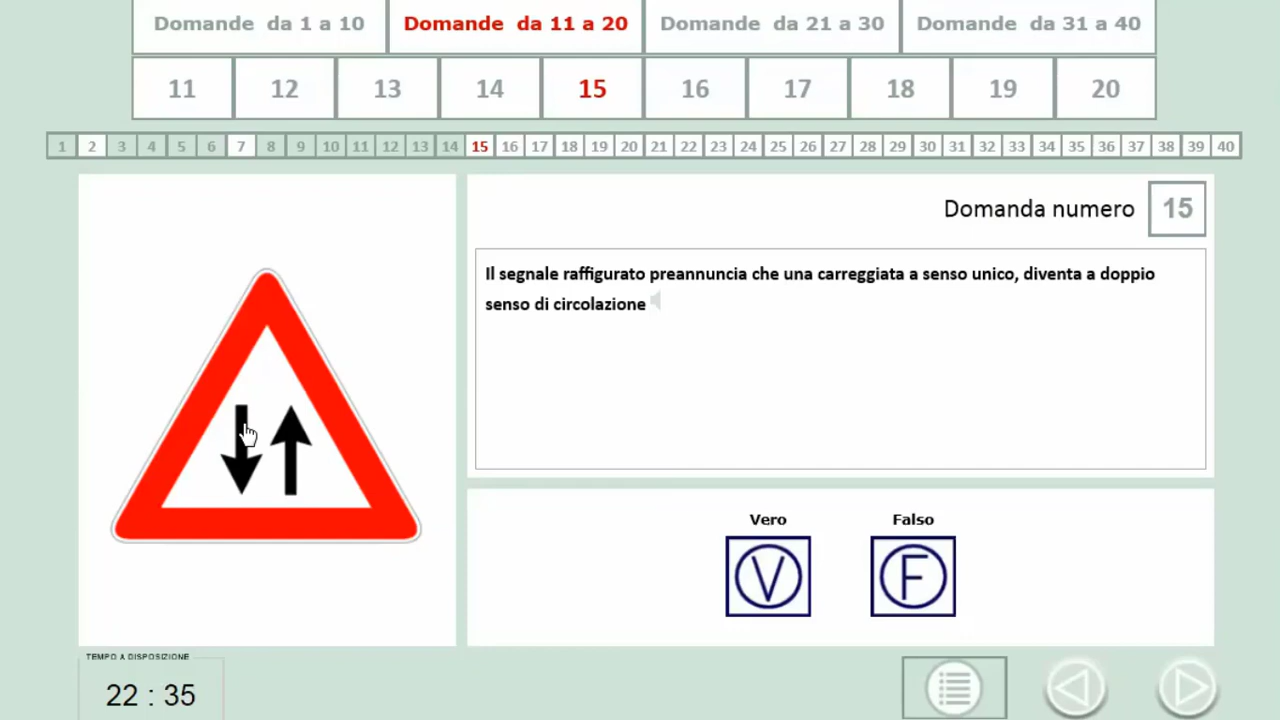 Domande da 1 a 10
Domande da 11 a 20
Domande da 21 a 30
Domande da 31 a 40
11 12 13 14 15 16 17 18 19 20
1 2 3 4 5 6 7 8 9 10 11 12 13 14 15 16 17 18 19 20 21 22 23 24 25 26 27 28 29 30 31 32 33 34 35 36 37 38 39 40
Domanda numero 15
Il segnale raffigurato preannuncia che una carreggiata a senso unico, diventa a doppio
senso di circolazione
Vero Falso
V F
TEMPO A DISPOSIZIONE
22 : 35